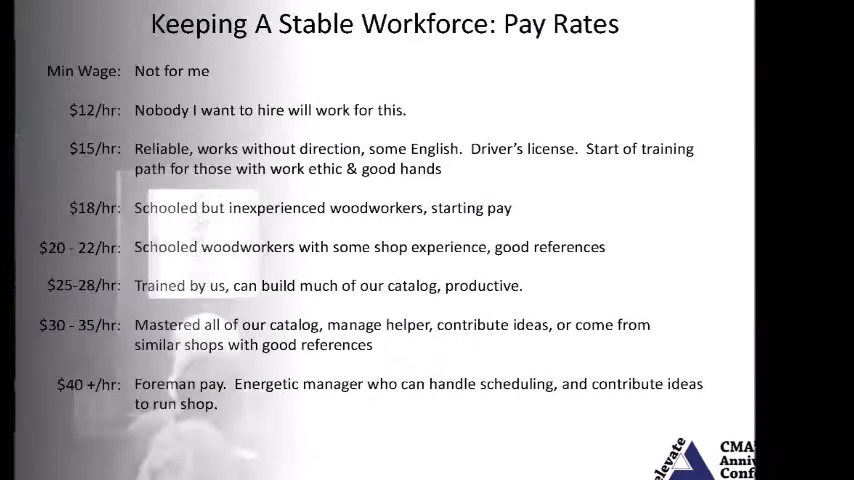 Keeping A Stable Workforce: Pay Rates
Min Wage: Not for me
$12/hr: Nobody I want to hire will work for this.
$15/hr: Reliable, works without direction, some English. Driver's license. Start of training
path for those with work ethic & good hands
$18/hr: Schooled but inexperienced woodworkers, starting pay
$20 - 22/hr: Schooled woodworkers with some shop experience, good references
$25-28/hr: Trained by us, can build much of our catalog, productive.
$30 - 35/hr: Mastered all of our catalog, manage helper, contribute ideas, or come from
similar shops with good references
$40 +/hr: Foreman pay. Energetic manager who can handle scheduling, and contribute ideas
to run shop.
elevate
CMA